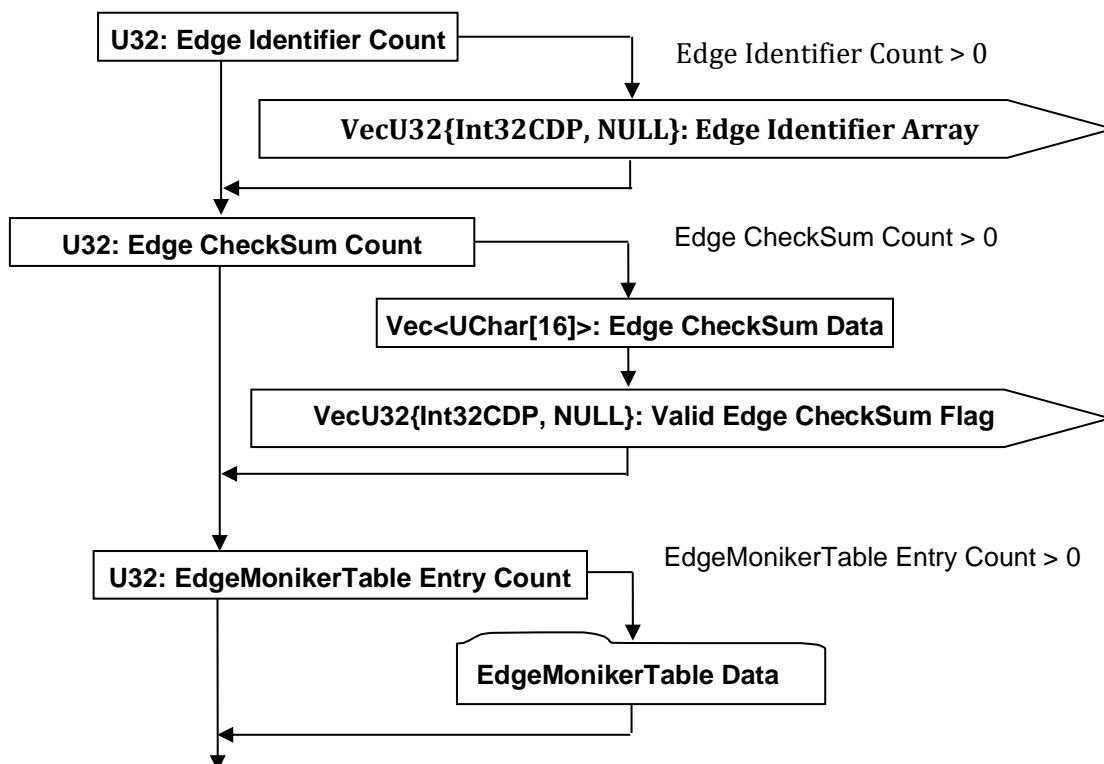 U32: Edge Identifier Count
Edge Identifier Count > 0
VecU32{Int32CDP, NULL}: Edge Identifier Array
U32: Edge CheckSum Count
Edge CheckSum Count > 0
Vec<UChar[16]>: Edge CheckSum Data
VecU32{Int32CDP, NULL}: Valid Edge CheckSum Flag
EdgeMonikerTable Entry Count > 0
U32: EdgeMonikerTable Entry Count
EdgeMonikerTable Data